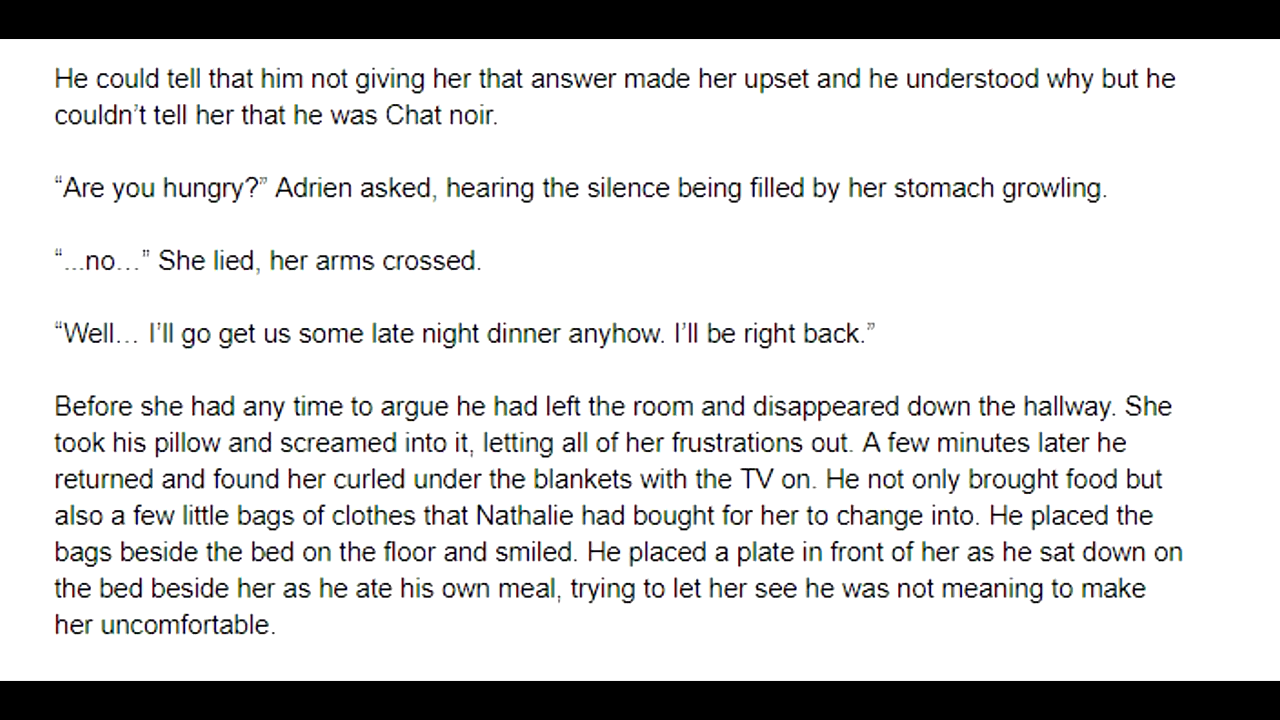 He could tell that him not giving her that answer made her upset and he understood why but he
couldn’t tell her that he was Chat noir.
“Are you hungry?” Adrien asked, hearing the silence being filled by her stomach growling.
“...no…” She lied, her arms crossed.
“Well… I’ll go get us some late night dinner anyhow. I’ll be right back.”
Before she had any time to argue he had left the room and disappeared down the hallway. She
took his pillow and screamed into it, letting all of her frustrations out. A few minutes later he
returned and found her curled under the blankets with the TV on. He not only brought food but
also a few little bags of clothes that Nathalie had bought for her to change into. He placed the
bags beside the bed on the floor and smiled. He placed a plate in front of her as he sat down on
the bed beside her as he ate his own meal, trying to let her see he was not meaning to make
her uncomfortable.